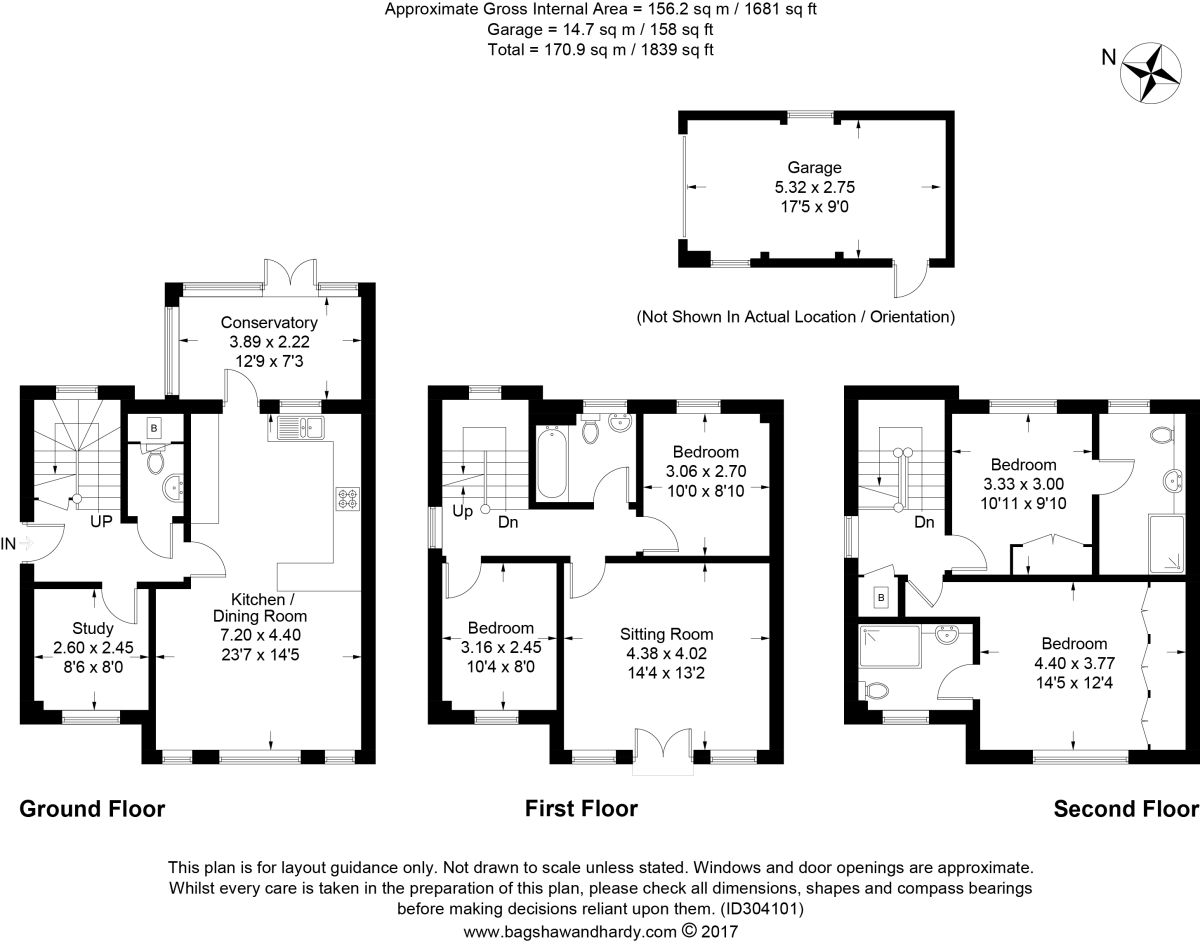 Approximate Gross Internal Area = 156.2 sq m / 1681 sq ft
Garage = 14.7 sq m / 158 sq ft
Total = 170.9 sq m / 1839 sq ft
N
Garage
5.32 x 2.75
17'5 x 9'0
(Not Shown In Actual Location / Orientation)
Conservatory
3.89 x 2.22
12'9 x 7'3
B
UP
IN
Kitchen /
Dining Room
7.20 x 4.40
23'7 x 14'5
Study
2.60 x 2.45
8'6 x 8'0
Ground Floor
Bedroom
3.06 x 2.70
10'0 x 8'10
Up
Dn
Bedroom
3.16 x 2.45
10'4 x 8'0
Sitting Room
4.38 x 4.02
14'4 x 13'2
First Floor
Bedroom
3.33 x 3.00
10'11 x 9'10
Dn
B
Bedroom
4.40 x 3.77
14'5 x 12'4
Second Floor
This plan is for layout guidance only. Not drawn to scale unless stated. Windows and door openings are approximate.
Whilst every care is taken in the preparation of this plan, please check all dimensions, shapes and compass bearings
before making decisions reliant upon them. (ID304101)
www.bagshawandhardy.com © 2017